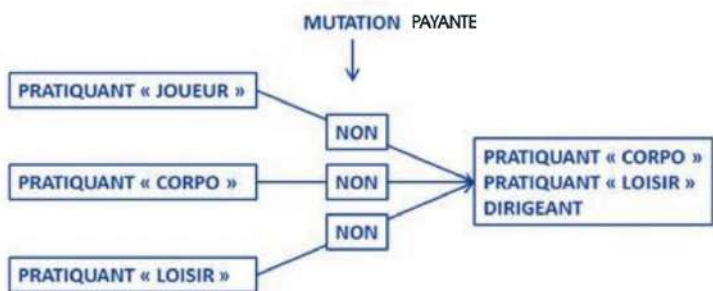 MUTATION PAYANTE
PRATIQUANT « JOUEUR »
NON
PRATIQUANT « CORPO »
NON
PRATIQUANT « CORPO »
PRATIQUANT « LOISIR »
DIRIGEANT
NON
PRATIQUANT « LOISIR »